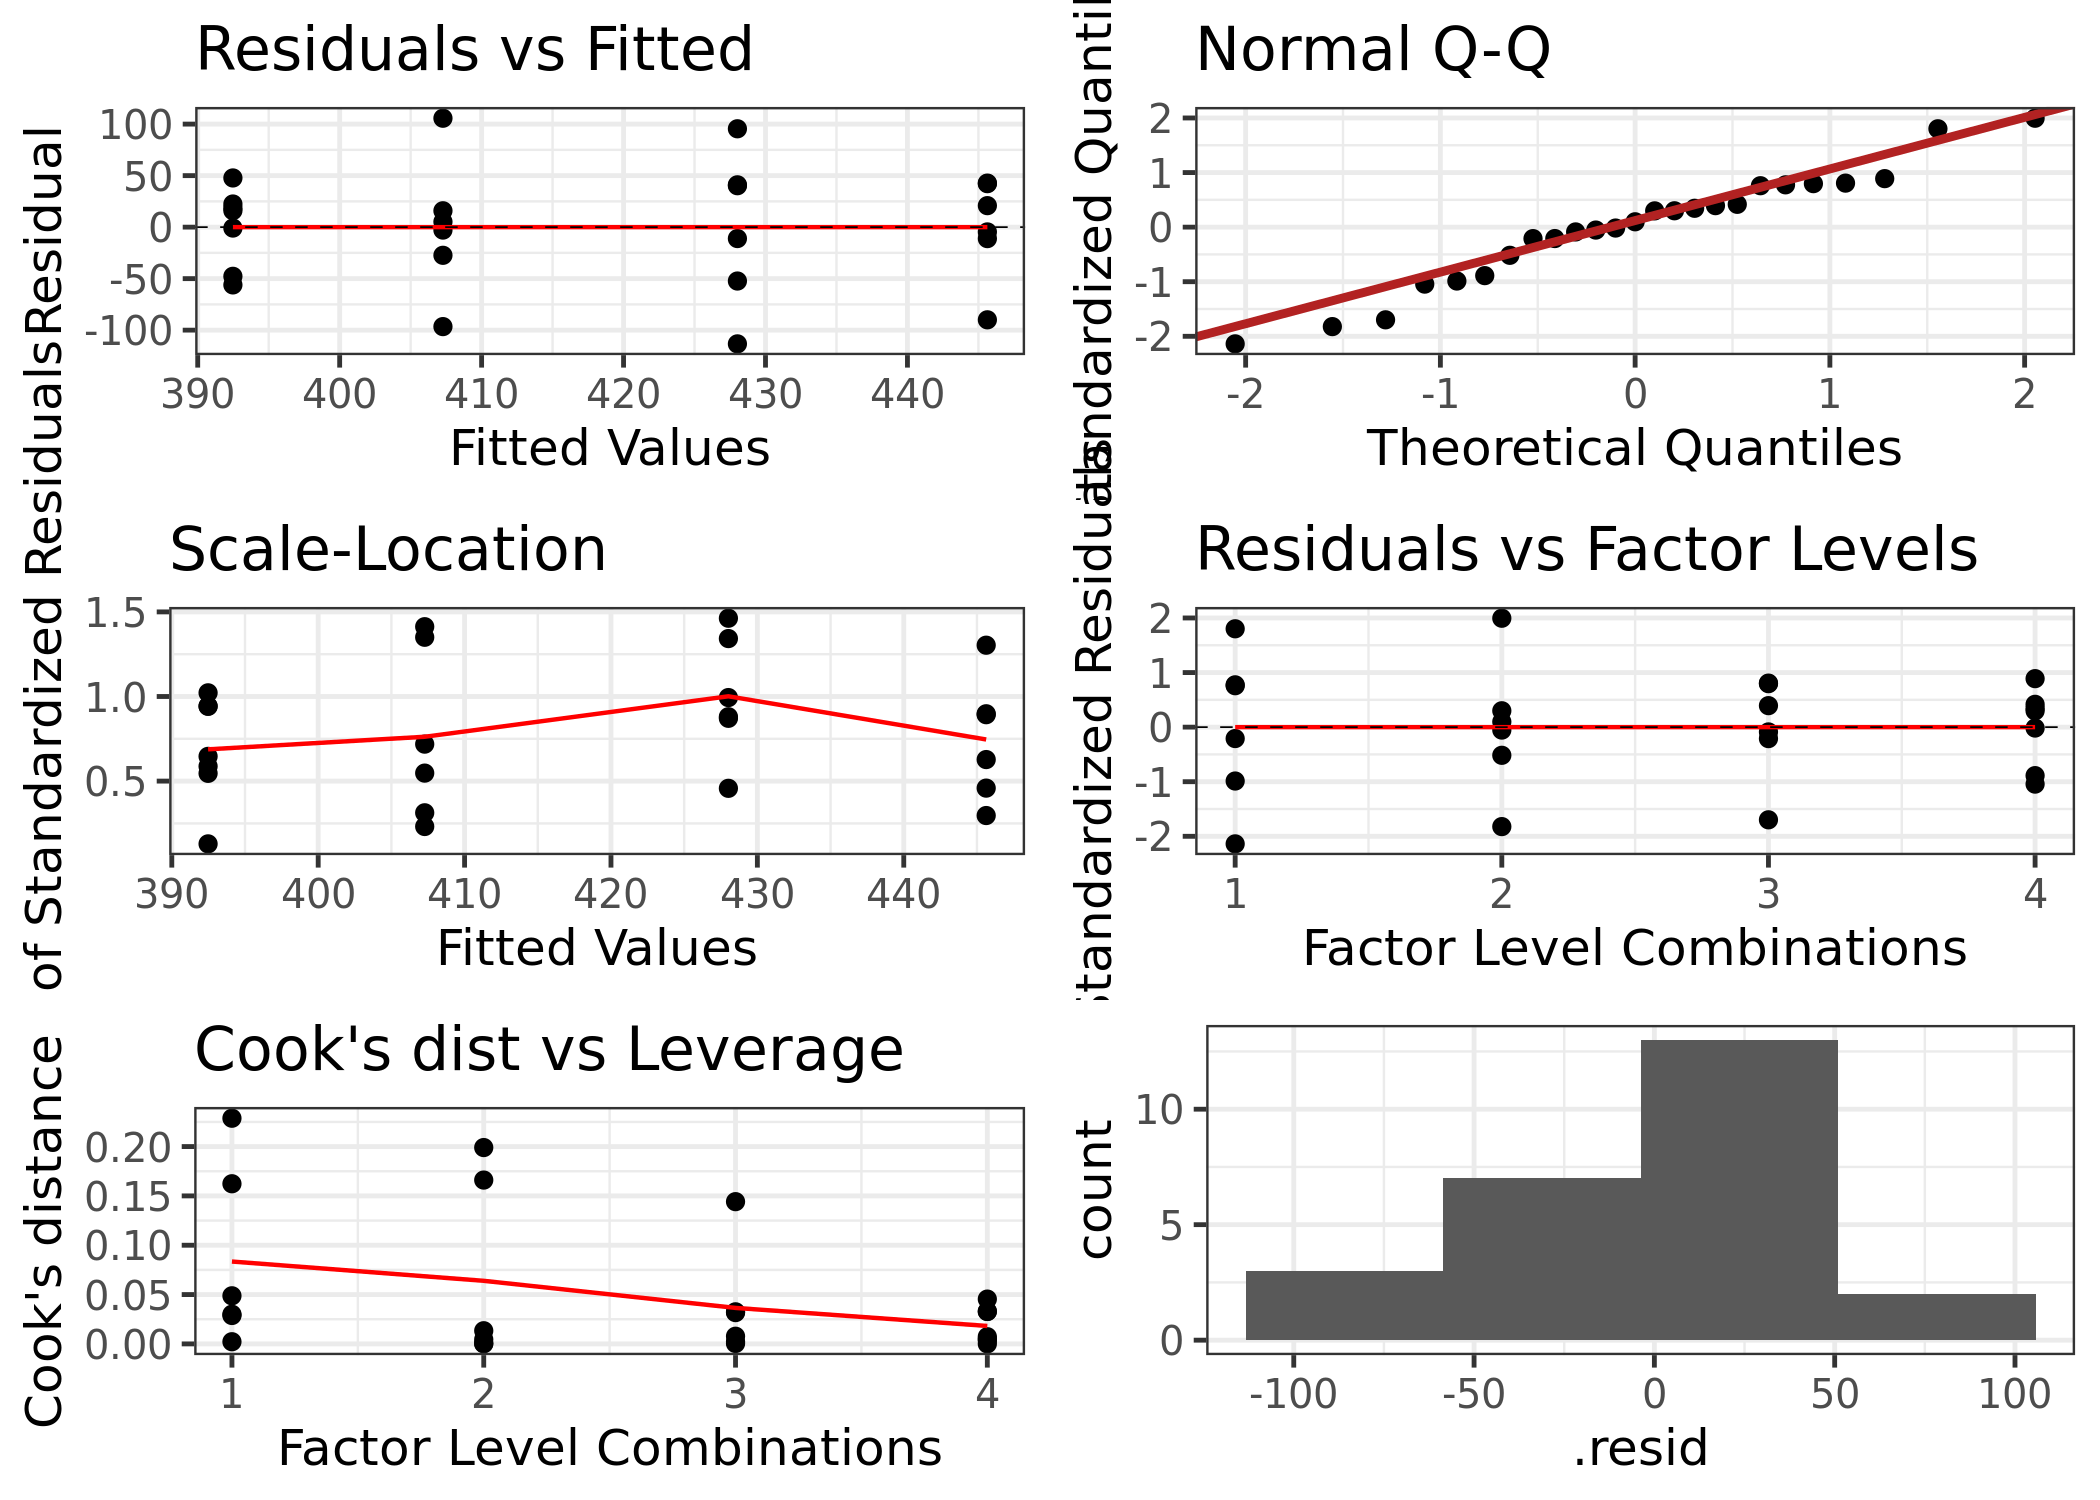 Residuals vs Fitted
Residual
100
50
0
-50
-100
390 400 410 420 430 440
Fitted Values
Normal Q-Q
2
1
0
-1
-2
-2 -1 0 1 2
Theoretical Quantiles
Scale-Location
of Standardized Residuals
1.5
1.0
0.5
390 400 410 420 430 440
Fitted Values
Residuals vs Factor Levels
Standardized Residuals
2
1
0
-1
-2
1 2 3 4
Factor Level Combinations
Cook's dist vs Leverage
Cook's distance
0.20
0.15
0.10
0.05
0.00
1 2 3 4
Factor Level Combinations
count
10
5
0
-100 -50 0 50 100
.resid